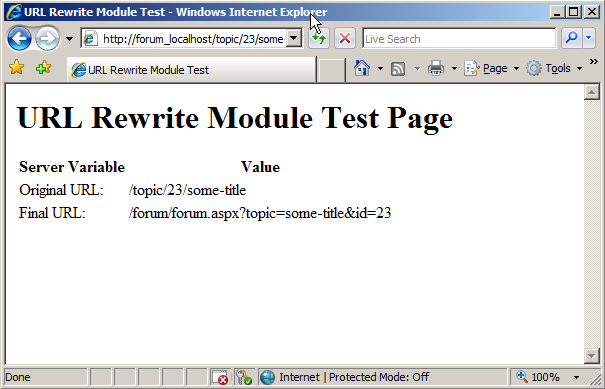 URL Rewrite Module Test - Windows Internet Explorer
http://forum_localhost/topic/23/some
Live Search
URL Rewrite Module Test
Page
Tools
URL Rewrite Module Test Page
Server Variable Value
Original URL: /topic/23/some-title
Final URL: /forum/forum.aspx?topic=some-title&id=23
Done
Internet | Protected Mode: Off
100%